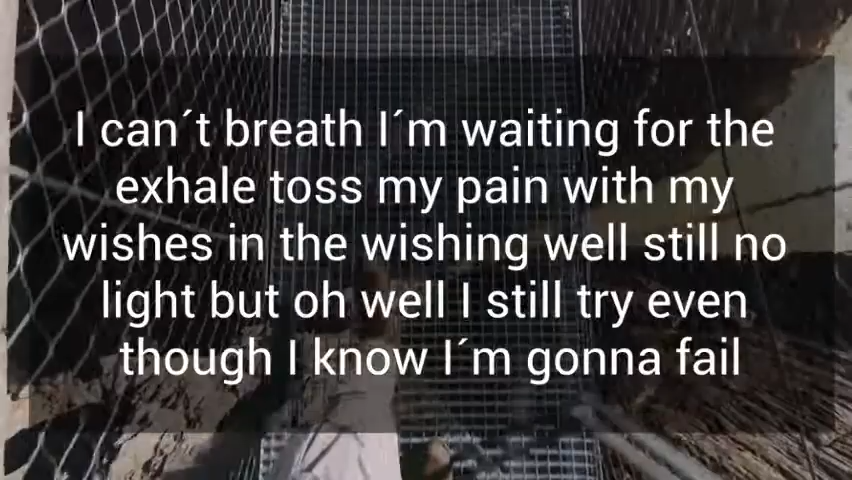 I can´t breath I´m waiting for the
exhale toss my pain with my
wishes in the wishing well still no
light but oh well I still try even
though I know I´m gonna fail